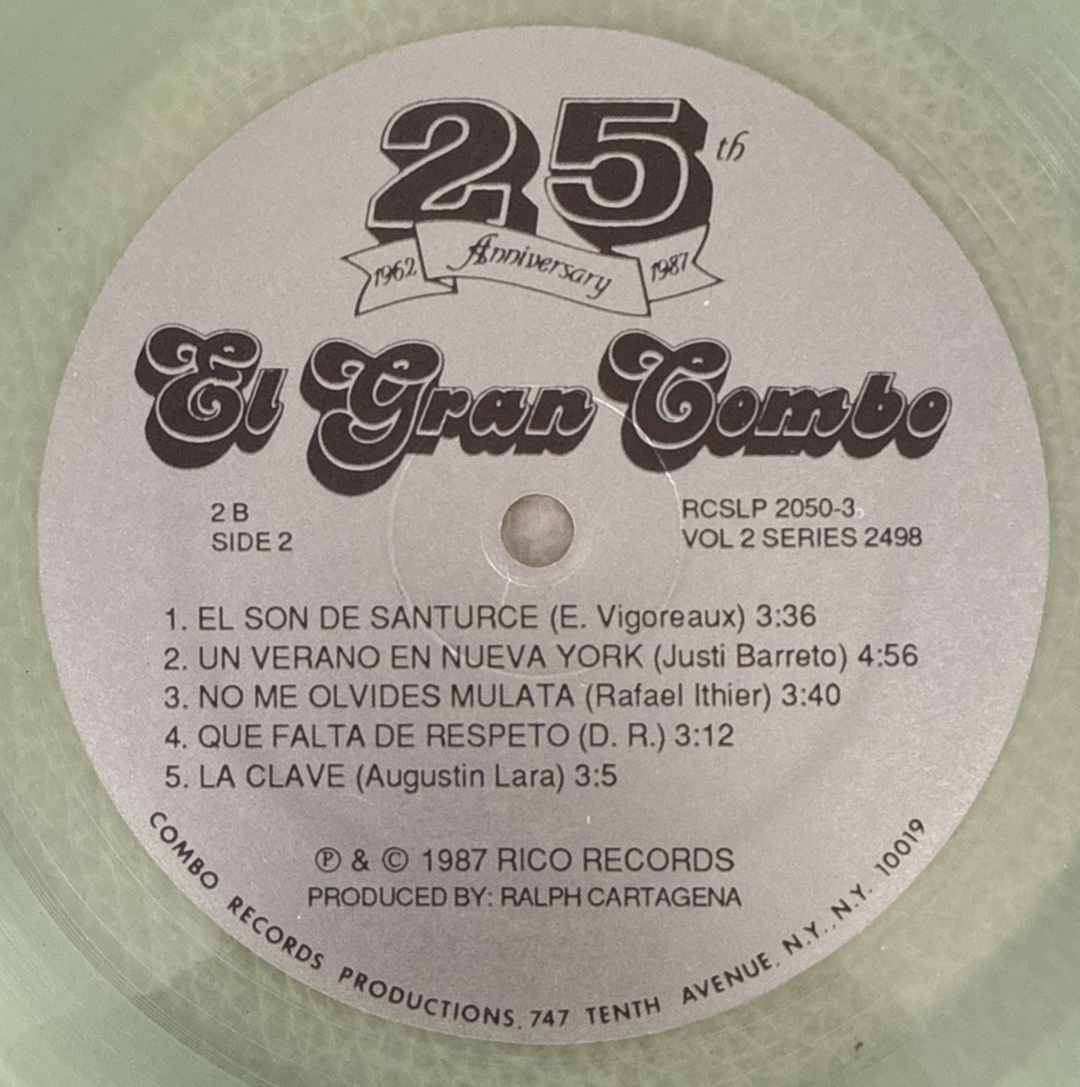 25th
1962 Anniversary 1987
El Gran Combo
2 B
SIDE 2
RCSLP 2050-3
VOL 2 SERIES 2498
1. EL SON DE SANTURCE (E. Vigoreaux) 3:36
2. UN VERANO EN NUEVA YORK (Justi Barreto) 4:56
3. NO ME OLVIDES MULATA (Rafael Ithier) 3:40
4. QUE FALTA DE RESPETO (D. R.) 3:12
5. LA CLAVE (Augustin Lara) 3:5
℗ & © 1987 RICO RECORDS
PRODUCED BY: RALPH CARTAGENA
COMBO RECORDS PRODUCTIONS, 747 TENTH AVENUE, N.Y., N.Y. 10019